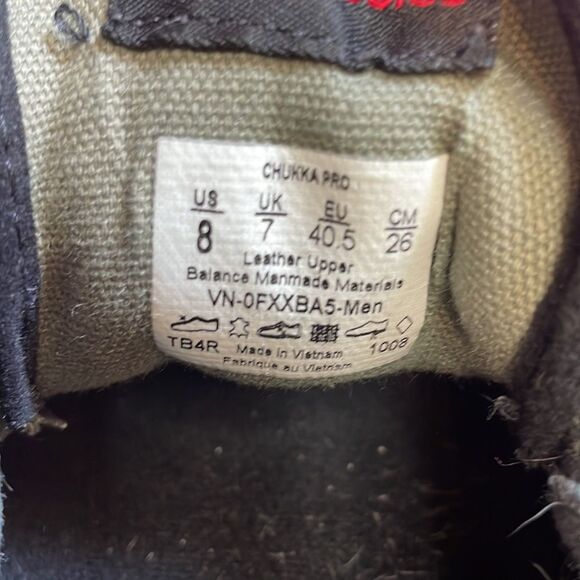 CHUKKA PRO
US UK EU CM
8 7 40.5 26
Leather Upper
Balance Manmade Materials
VN-0FXXBA5-Men
TB4R Made in Vietnam 1008
Fabrique au Vietnam